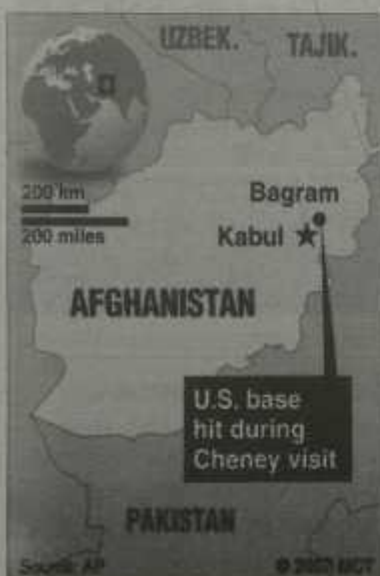 UZBEK.
TAJIK.
200 km
200 miles
Bagram
Kabul
AFGHANISTAN
U.S. base
hit during
Cheney visit
PAKISTAN
Source: AP
© 2007 MCT